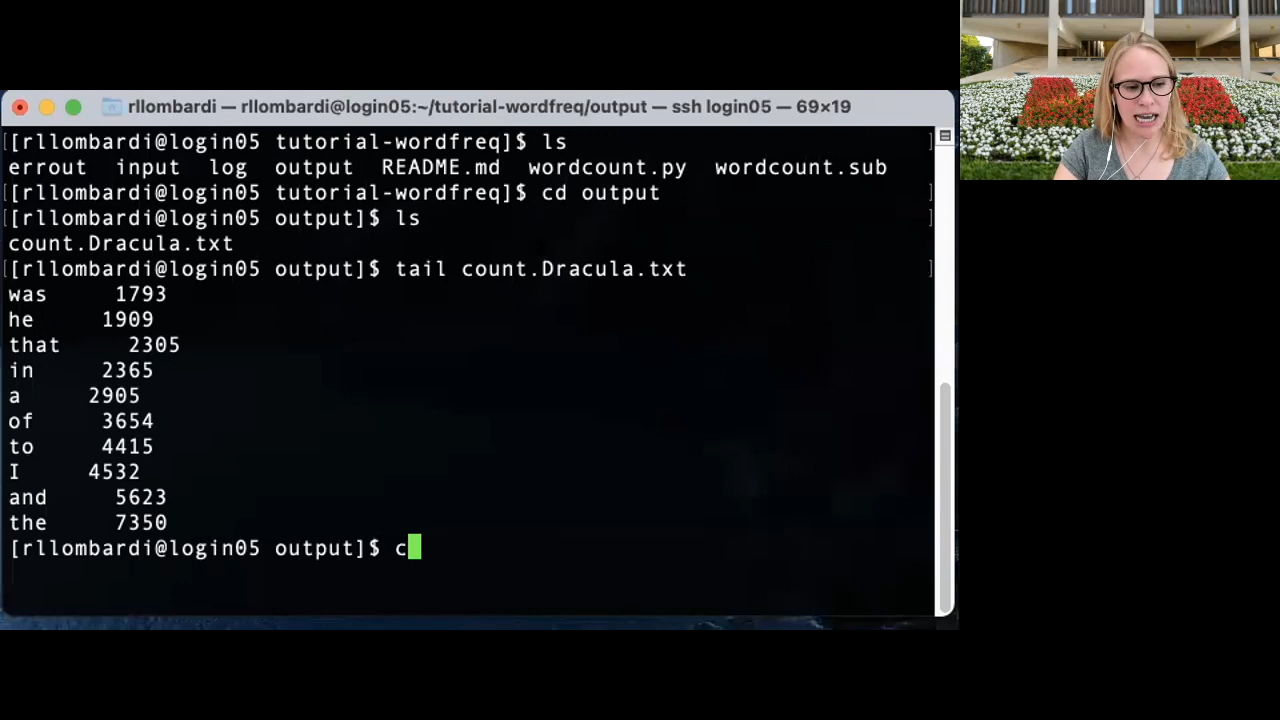 rllombardi — rllombardi@login05:~/tutorial-wordfreq/output — ssh login05 — 69×19
[[rllombardi@login05 tutorial-wordfreq]$ ls ]
errout input log output README.md wordcount.py wordcount.sub
[[rllombardi@login05 tutorial-wordfreq]$ cd output ]
[[rllombardi@login05 output]$ ls ]
count.Dracula.txt
[[rllombardi@login05 output]$ tail count.Dracula.txt ]
was 1793
he 1909
that 2305
in 2365
a 2905
of 3654
to 4415
I 4532
and 5623
the 7350
[rllombardi@login05 output]$ c